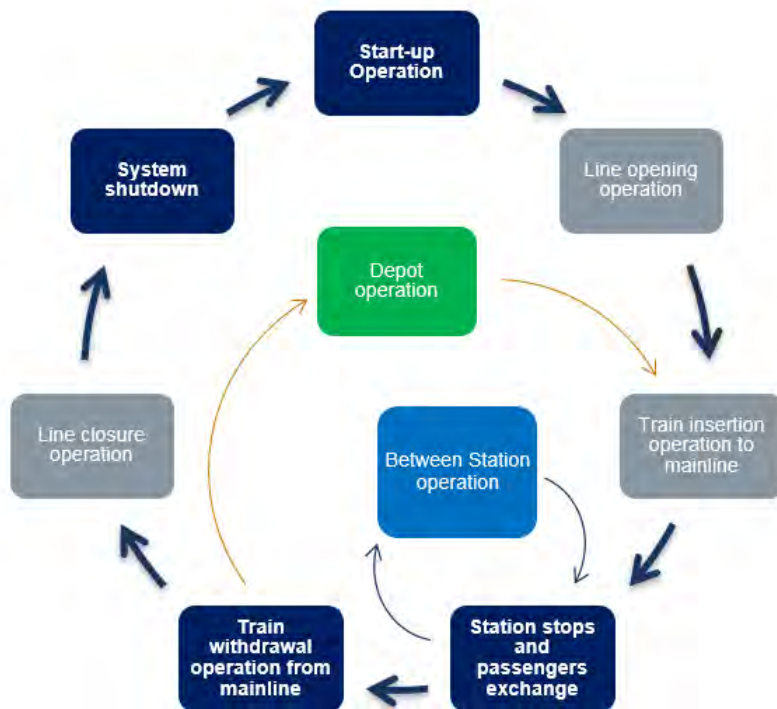 Start-up
Operation
System
shutdown
Line opening
operation
Depot
operation
Line closure
operation
Train insertion
operation to
mainline
Between Station
operation
Train
withdrawal
operation from
mainline
Station stops
and
passengers
exchange